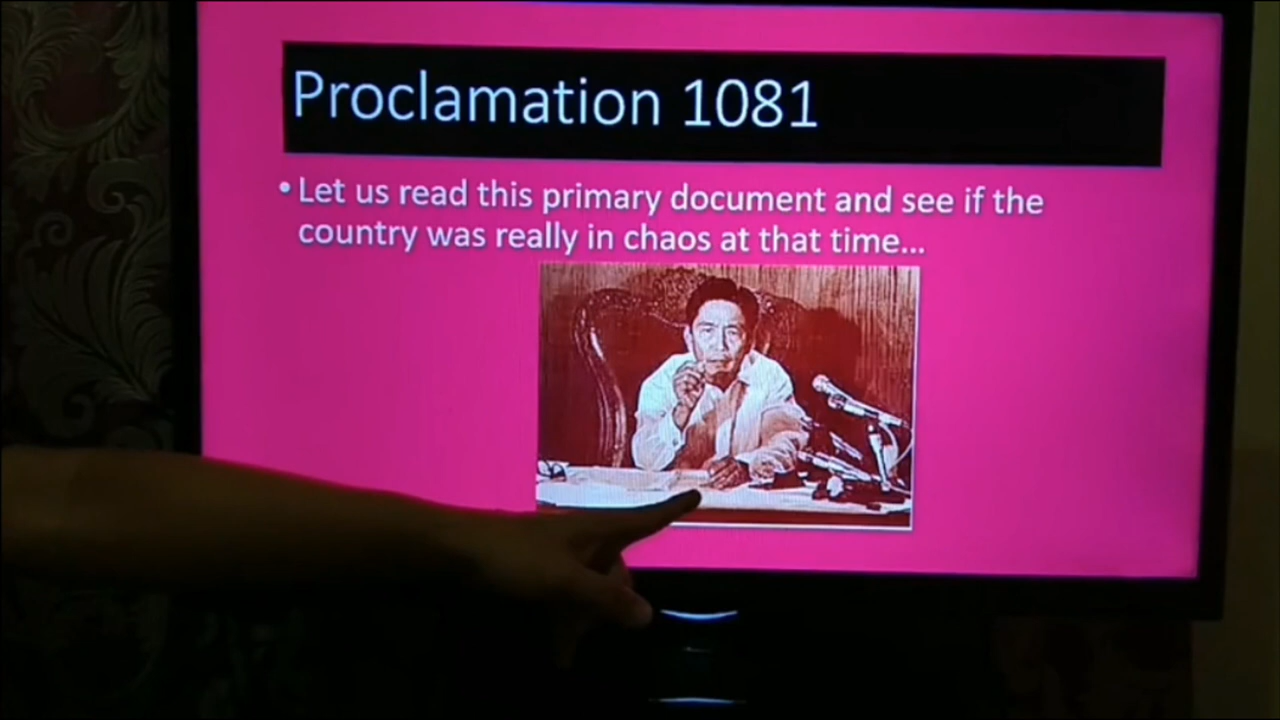 Proclamation 1081
• Let us read this primary document and see if the
country was really in chaos at that time...